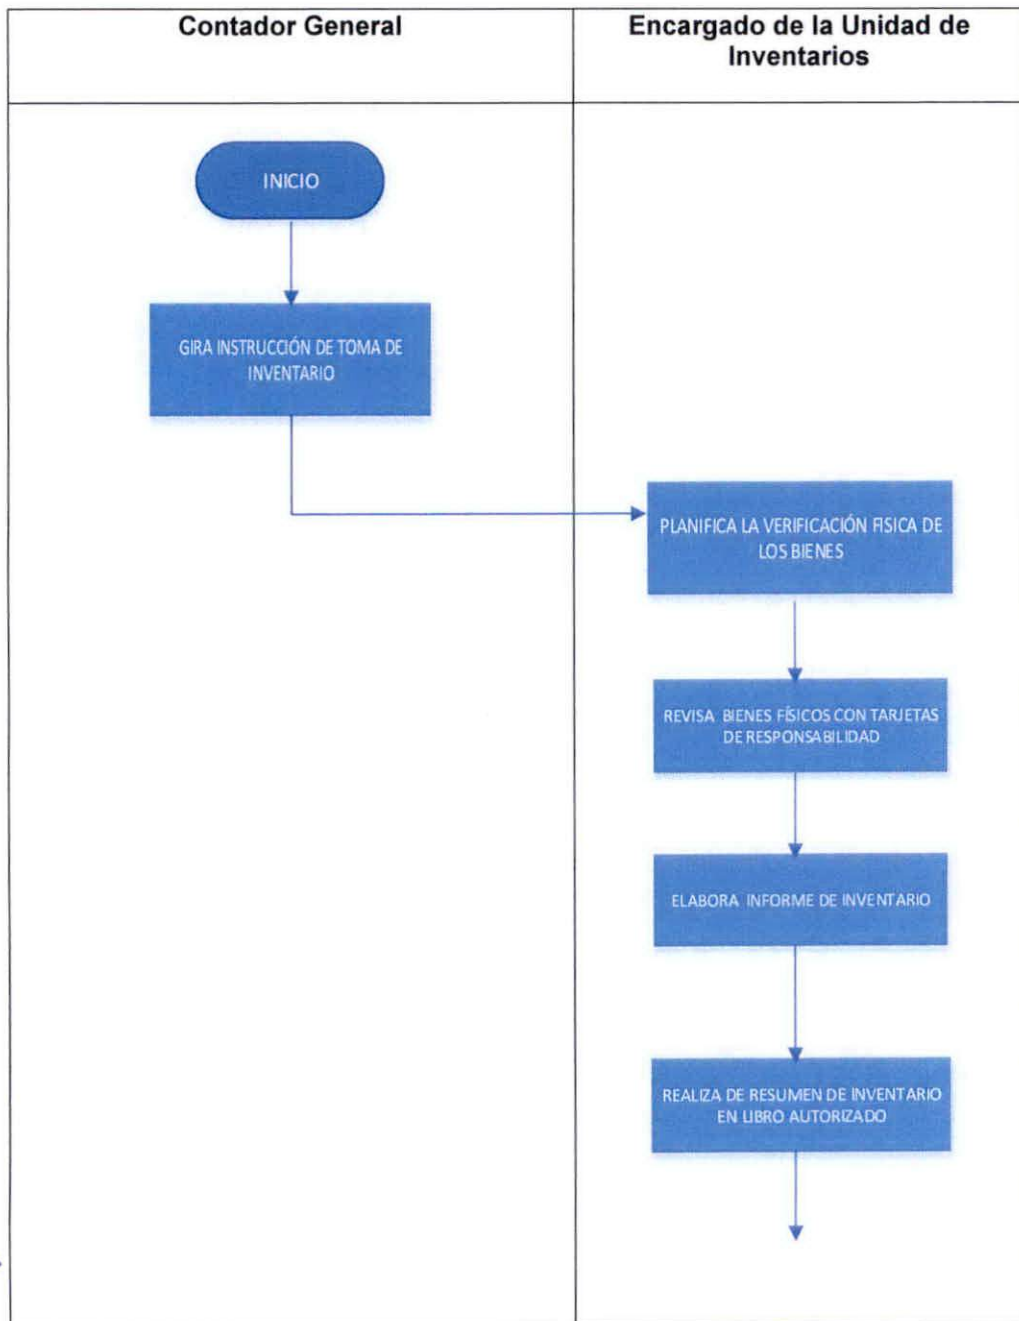 Contador General
Encargado de la Unidad de
Inventarios
INICIO
GIRA INSTRUCCIÓN DE TOMA DE
INVENTARIO
PLANIFICA LA VERIFICACIÓN FISICA DE
LOS BIENES
REVISA BIENES FÍSICOS CON TARJETAS
DE RESPONSABILIDAD
ELABORA INFORME DE INVENTARIO
REALIZA DE RESUMEN DE INVENTARIO
EN LIBRO AUTORIZADO